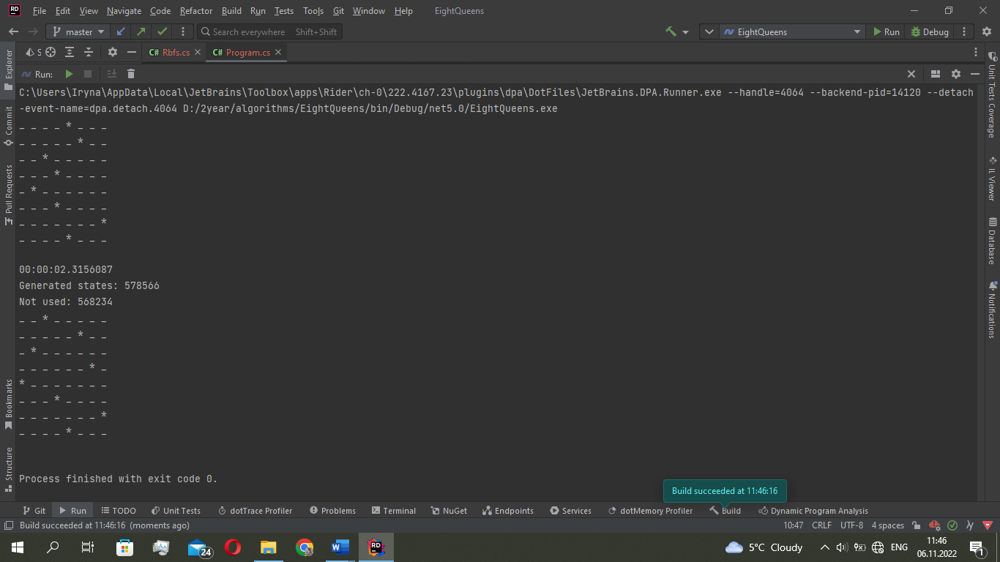 RD File Edit View Navigate Code Refactor Build Run Tests Tools Git Window Help EightQueens
master Search everywhere Shift+Shift EightQueens Run Debug
S C# Rbfs.cs C# Program.cs
Run:
C:\Users\Iryna\AppData\Local\JetBrains\Toolbox\apps\Rider\ch-0\222.4167.23\plugins\dpa\DotFiles\JetBrains.DPA.Runner.exe --handle=4064 --backend-pid=14120 --detach
-event-name=dpa.detach.4064 D:/2year/algorithms/EightQueens/bin/Debug/net5.0/EightQueens.exe
_ _ _ _ * _ _ _
_ _ _ _ _ * _ _
_ _ * _ _ _ _ _
_ _ _ * _ _ _ _
_ * _ _ _ _ _ _
_ _ _ * _ _ _ _
_ _ _ _ _ _ _ *
_ _ _ _ * _ _ _
00:00:02.3156087
Generated states: 578566
Not used: 568234
_ _ * _ _ _ _ _
_ _ _ _ _ * _ _
_ * _ _ _ _ _ _
_ _ _ _ _ _ * _
* _ _ _ _ _ _ _
_ _ _ * _ _ _ _
_ _ _ _ _ _ _ *
_ _ _ _ * _ _ _
Process finished with exit code 0.
Explorer
Commit
Pull Requests
Bookmarks
Structure
Unit Tests Coverage
IL Viewer
Database
Notifications
Build succeeded at 11:46:16
Git Run TODO Unit Tests dotTrace Profiler Problems Terminal NuGet Endpoints Services dotMemory Profiler Build Dynamic Program Analysis
Build succeeded at 11:46:16 (moments ago) 10:47 CRLF UTF-8 4 spaces
24 W RD 5°C Cloudy ENG 11:46
06.11.2022 1